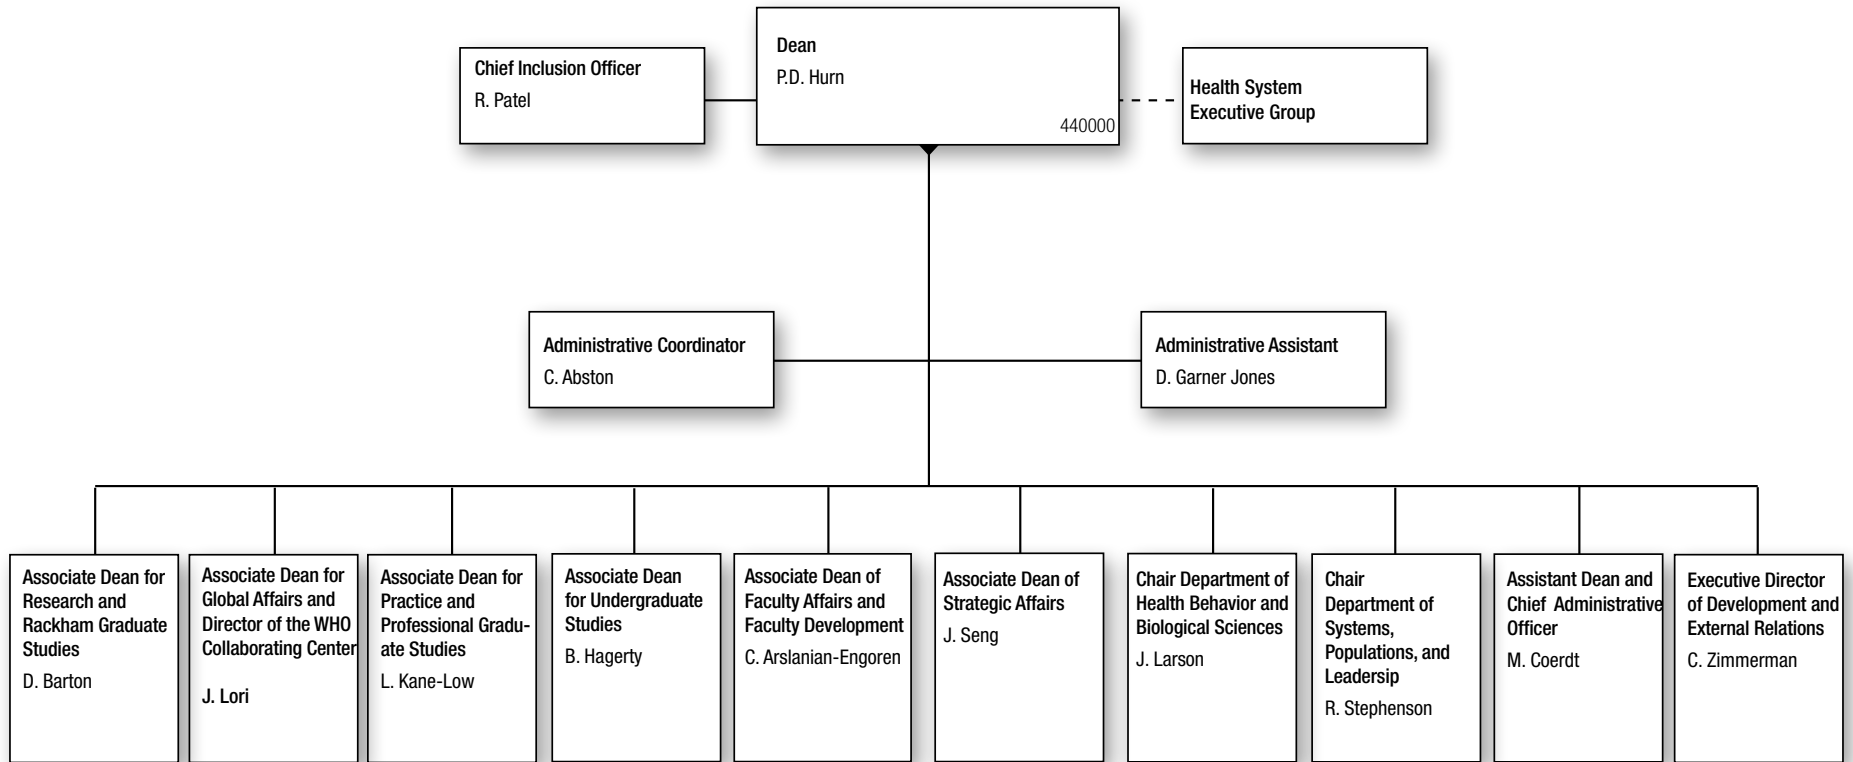 Chief Inclusion Officer
R. Patel
Dean
P.D. Hurn
440000
Health System
Executive Group
Administrative Coordinator
C. Abston
Administrative Assistant
D. Garner Jones
Associate Dean for
Research and
Rackham Graduate
Studies
D. Barton
Associate Dean for
Global Affairs and
Director of the WHO
Collaborating Center
J. Lori
Associate Dean for
Practice and
Professional Gradu-
ate Studies
L. Kane-Low
Associate Dean
for Undergraduate
Studies
B. Hagerty
Associate Dean of
Faculty Affairs and
Faculty Development
C. Arslanian-Engoren
Associate Dean of
Strategic Affairs
J. Seng
Chair Department of
Health Behavior and
Biological Sciences
J. Larson
Chair
Department of
Systems,
Populations, and
Leadersip
R. Stephenson
Assistant Dean and
Chief Administrative
Officer
M. Coerdt
Executive Director
of Development and
External Relations
C. Zimmerman